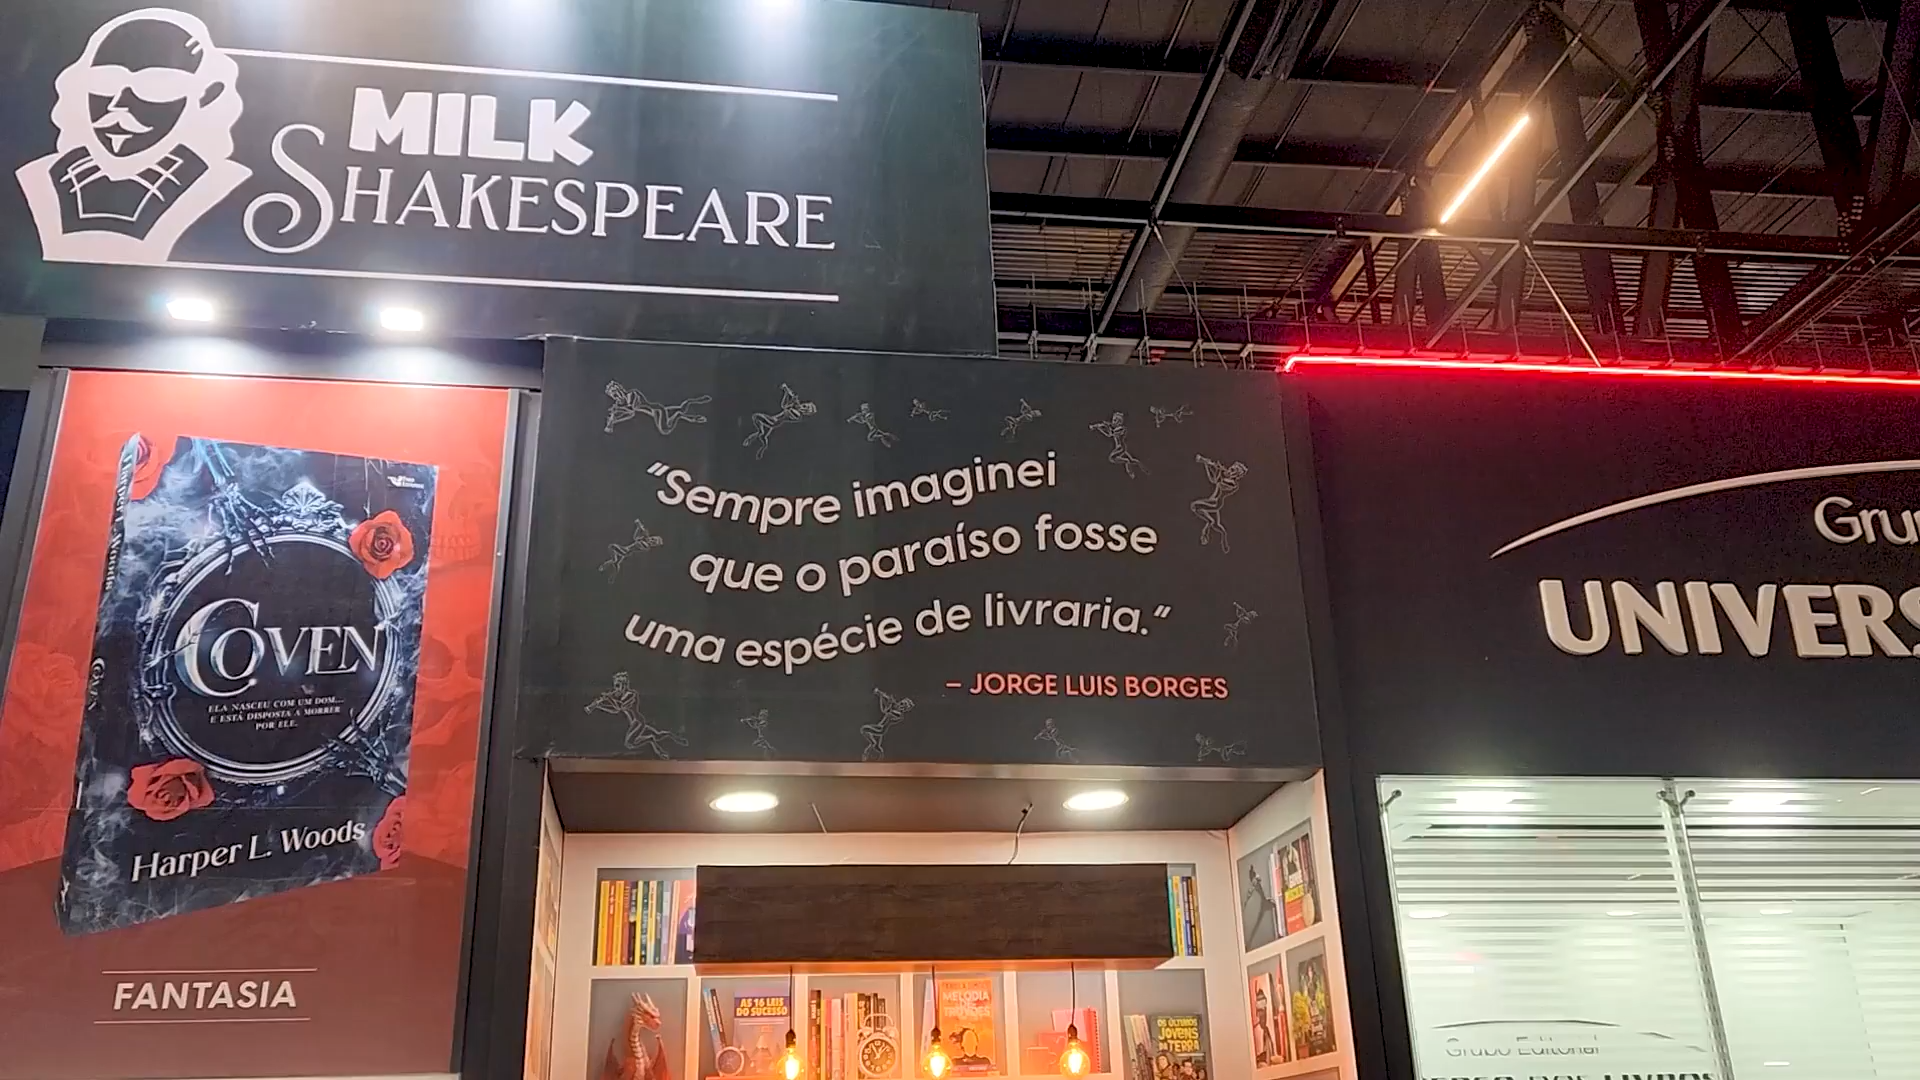 MILK
SHAKESPEARE
COVEN
ELA NASCEU COM UM DOM...
E ESTÁ DISPOSTA A MORRER
POR ELE.
Harper L. Woods
FANTASIA
“Sempre imaginei
que o paraíso fosse
uma espécie de livraria.“
– JORGE LUIS BORGES
Gru
UNIVERS
AS 16 LEIS
DO SUCESSO
MELODIA
OS ÚLTIMOS
JOVENS
DA TERRA
Grupo Editorial